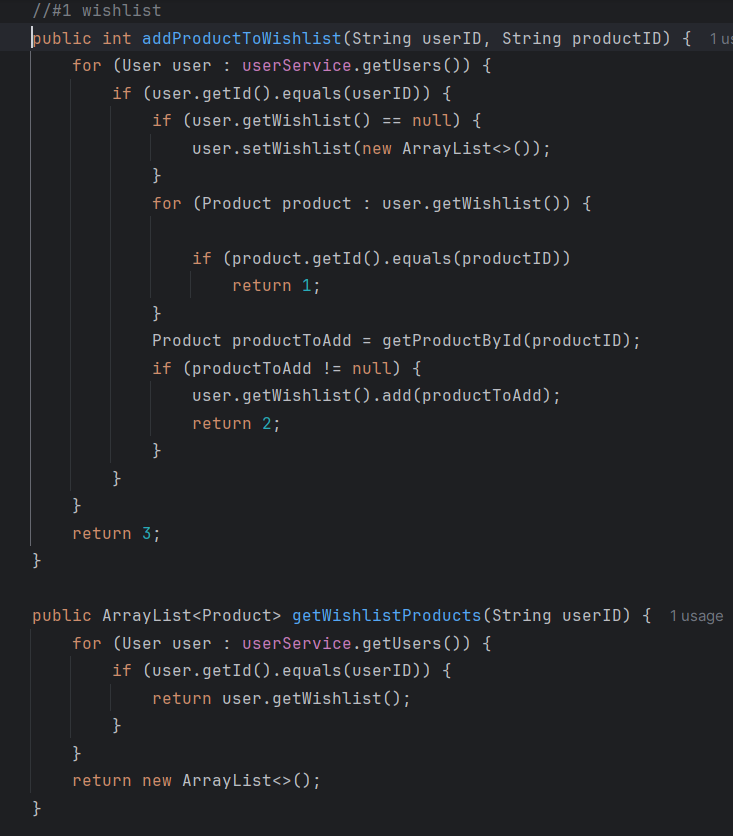 //#1 wishlist
public int addProductToWishlist(String userID, String productID) {
    for (User user : userService.getUsers()) {
        if (user.getId().equals(userID)) {
            if (user.getWishlist() == null) {
                user.setWishlist(new ArrayList<>());
            }
            for (Product product : user.getWishlist()) {

                if (product.getId().equals(productID))
                    return 1;
            }
            Product productToAdd = getProductById(productID);
            if (productToAdd != null) {
                user.getWishlist().add(productToAdd);
                return 2;
            }
        }
    }
    return 3;
}

public ArrayList<Product> getWishlistProducts(String userID) { 1 usage
    for (User user : userService.getUsers()) {
        if (user.getId().equals(userID)) {
            return user.getWishlist();
        }
    }
    return new ArrayList<>();
}